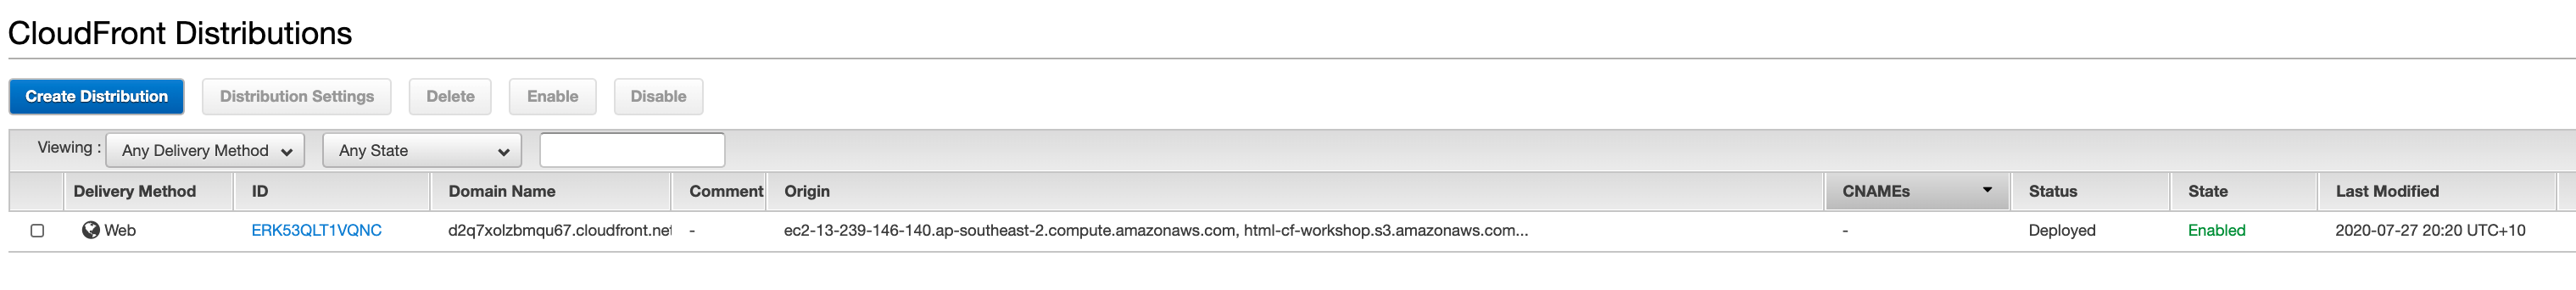 CloudFront Distributions
Create Distribution Distribution Settings Delete Enable Disable
Viewing : Any Delivery Method Any State
Delivery Method ID Domain Name Comment Origin CNAMEs Status State Last Modified
Web ERK53QLT1VQNC d2q7xolzbmqu67.cloudfront.net - ec2-13-239-146-140.ap-southeast-2.compute.amazonaws.com, html-cf-workshop.s3.amazonaws.com... - Deployed Enabled 2020-07-27 20:20 UTC+10